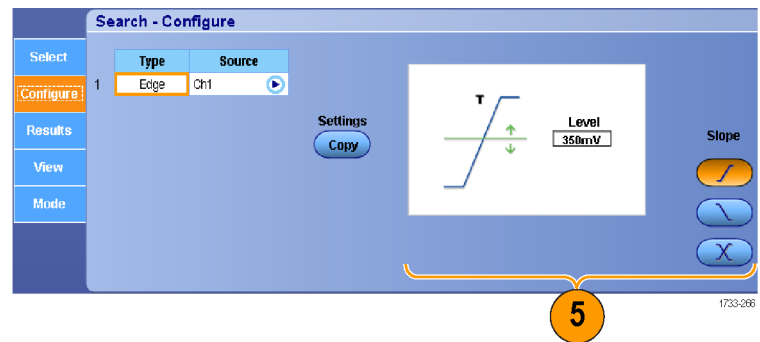 Search - Configure
Select
Configure
Results
View
Mode
Type Source
1 Edge Ch1
Settings
Copy
T
Level
350mV
Slope
5
1733-266